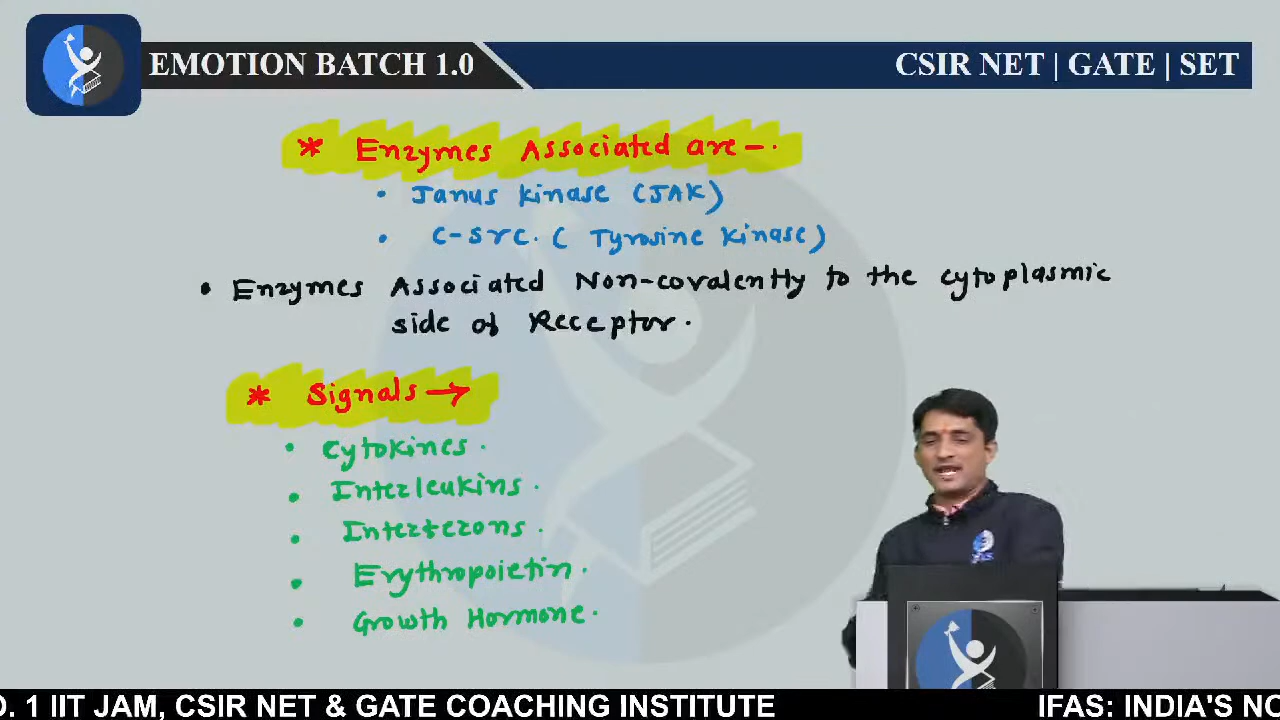 EMOTION BATCH 1.0
CSIR NET | GATE | SET
* Enzymes Associated are -.
• Janus kinase (JAK)
• C-Src. ( Tyrosine kinase)
• Enzymes Associated Non-covalently to the cytoplasmic
side of Receptor.
* Signals →
• Cytokines.
• Interleukins.
• Interferons.
• Erythropoietin.
• Growth Hormone.
O. 1 IIT JAM, CSIR NET & GATE COACHING INSTITUTE
IFAS: INDIA'S NO